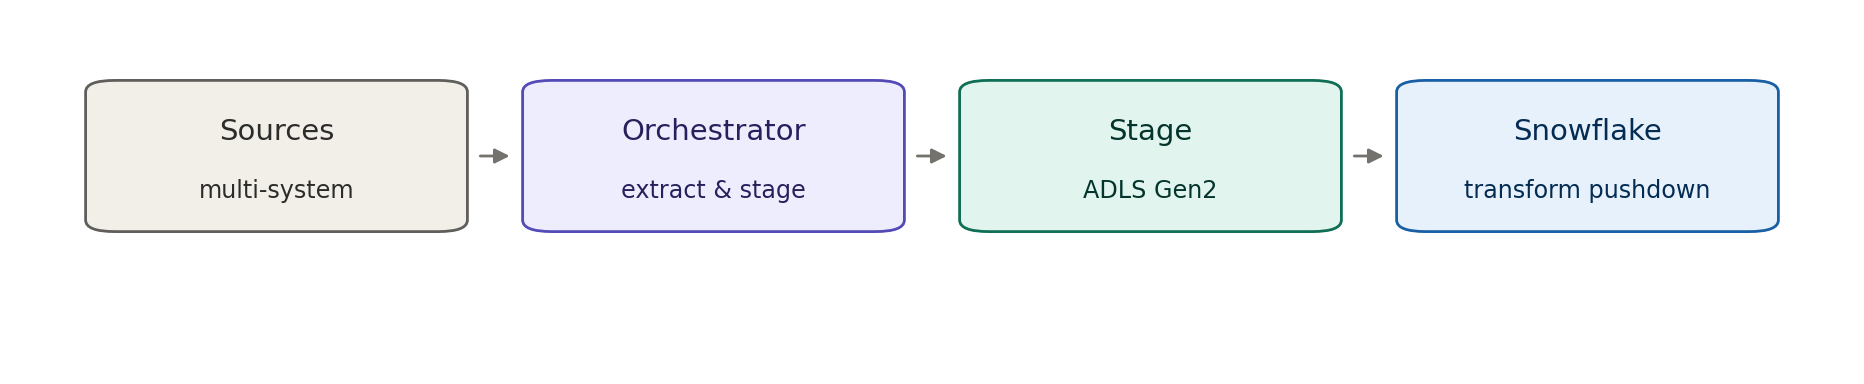 Sources
multi-system
Orchestrator
extract & stage
Stage
ADLS Gen2
Snowflake
transform pushdown